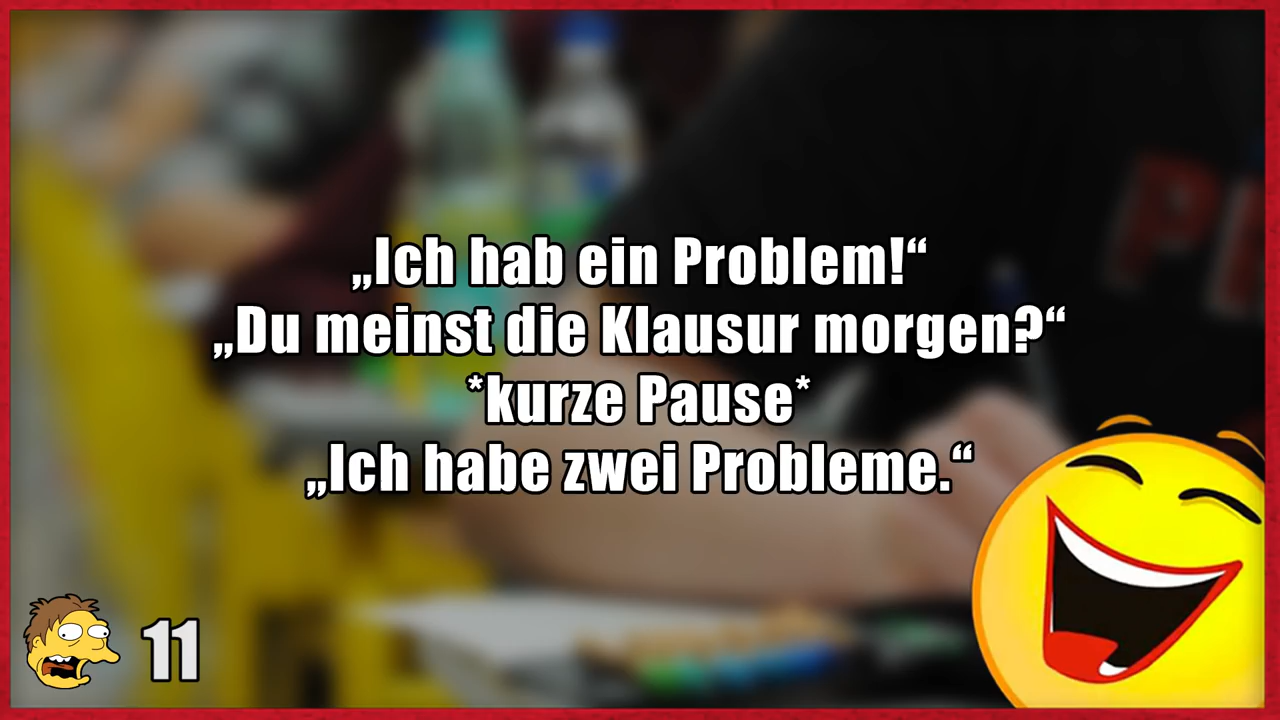 „Ich hab ein Problem!“
„Du meinst die Klausur morgen?“
*kurze Pause*
„Ich habe zwei Probleme.“
11